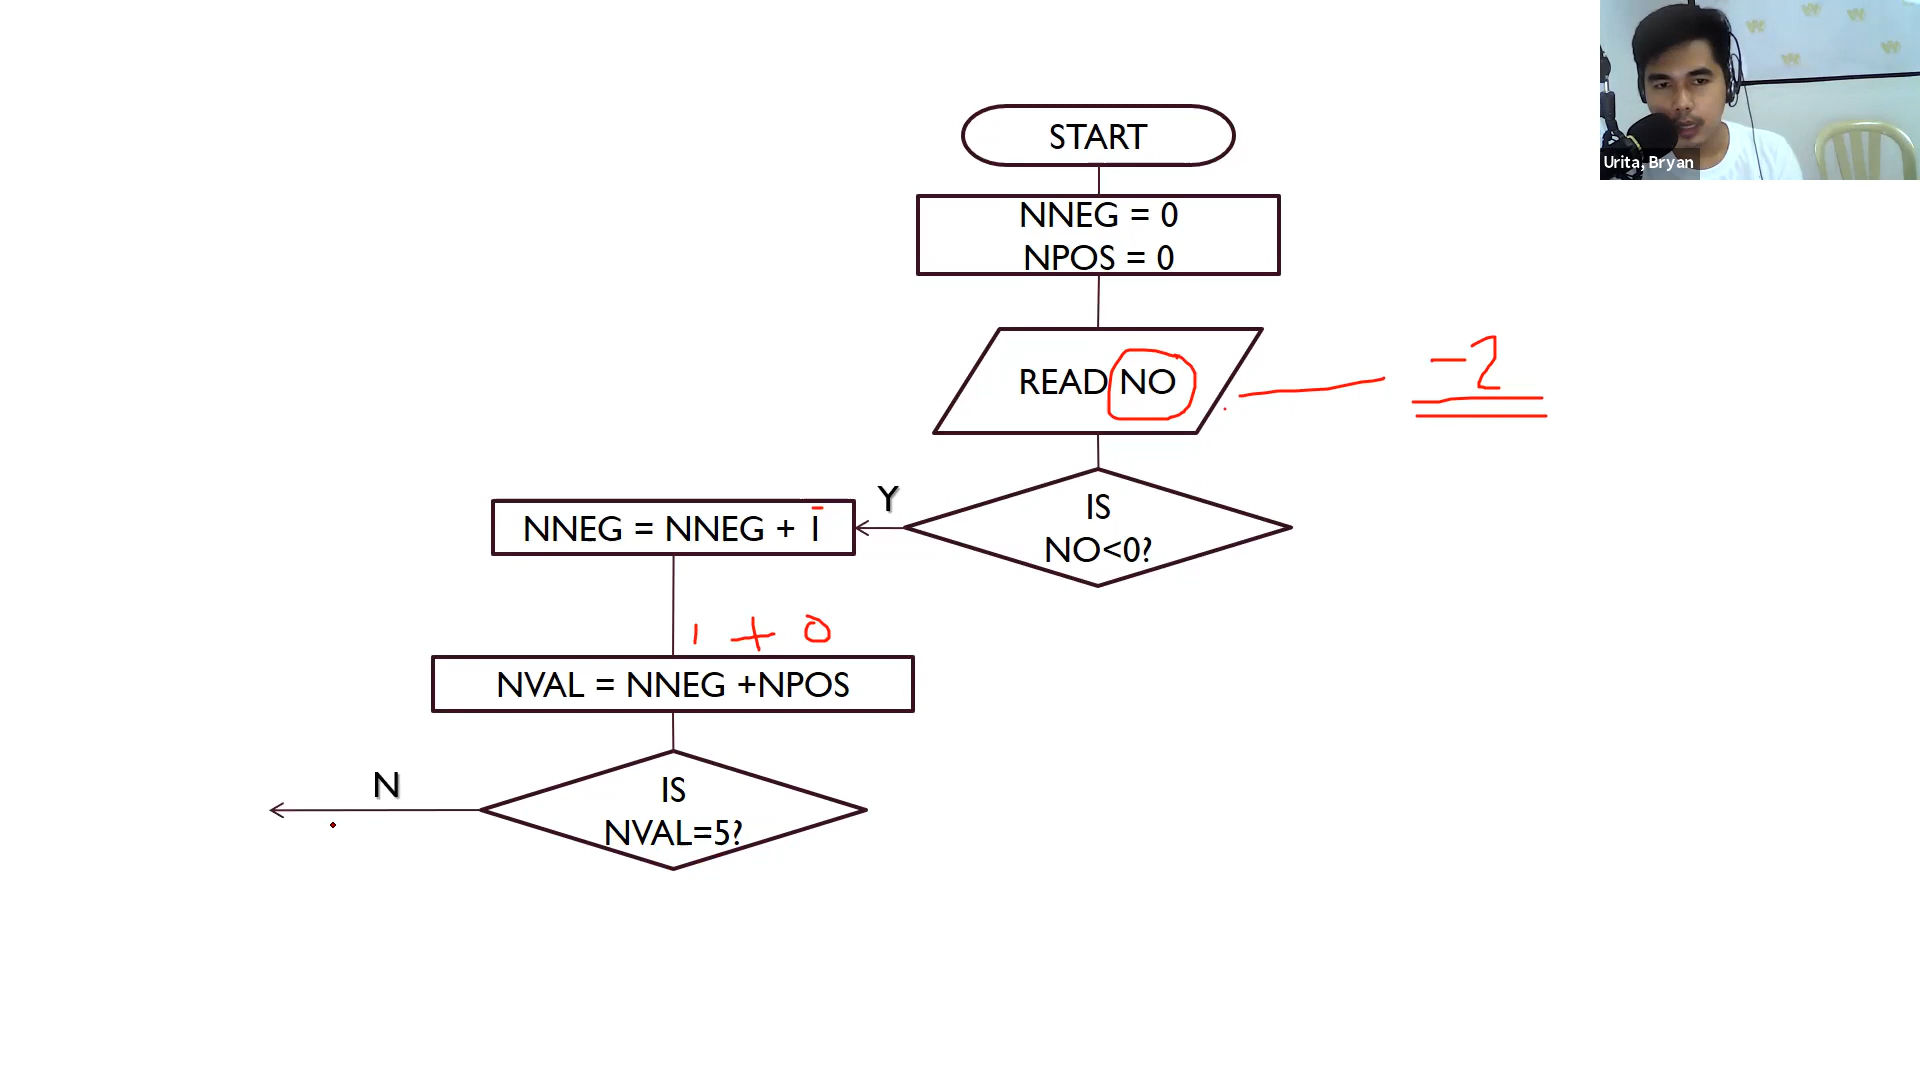 Urita, Bryan
START
NNEG = 0
NPOS = 0
READ NO
-2
IS
NO<0?
Y
NNEG = NNEG + 1
1 + 0
NVAL = NNEG +NPOS
IS
NVAL=5?
N